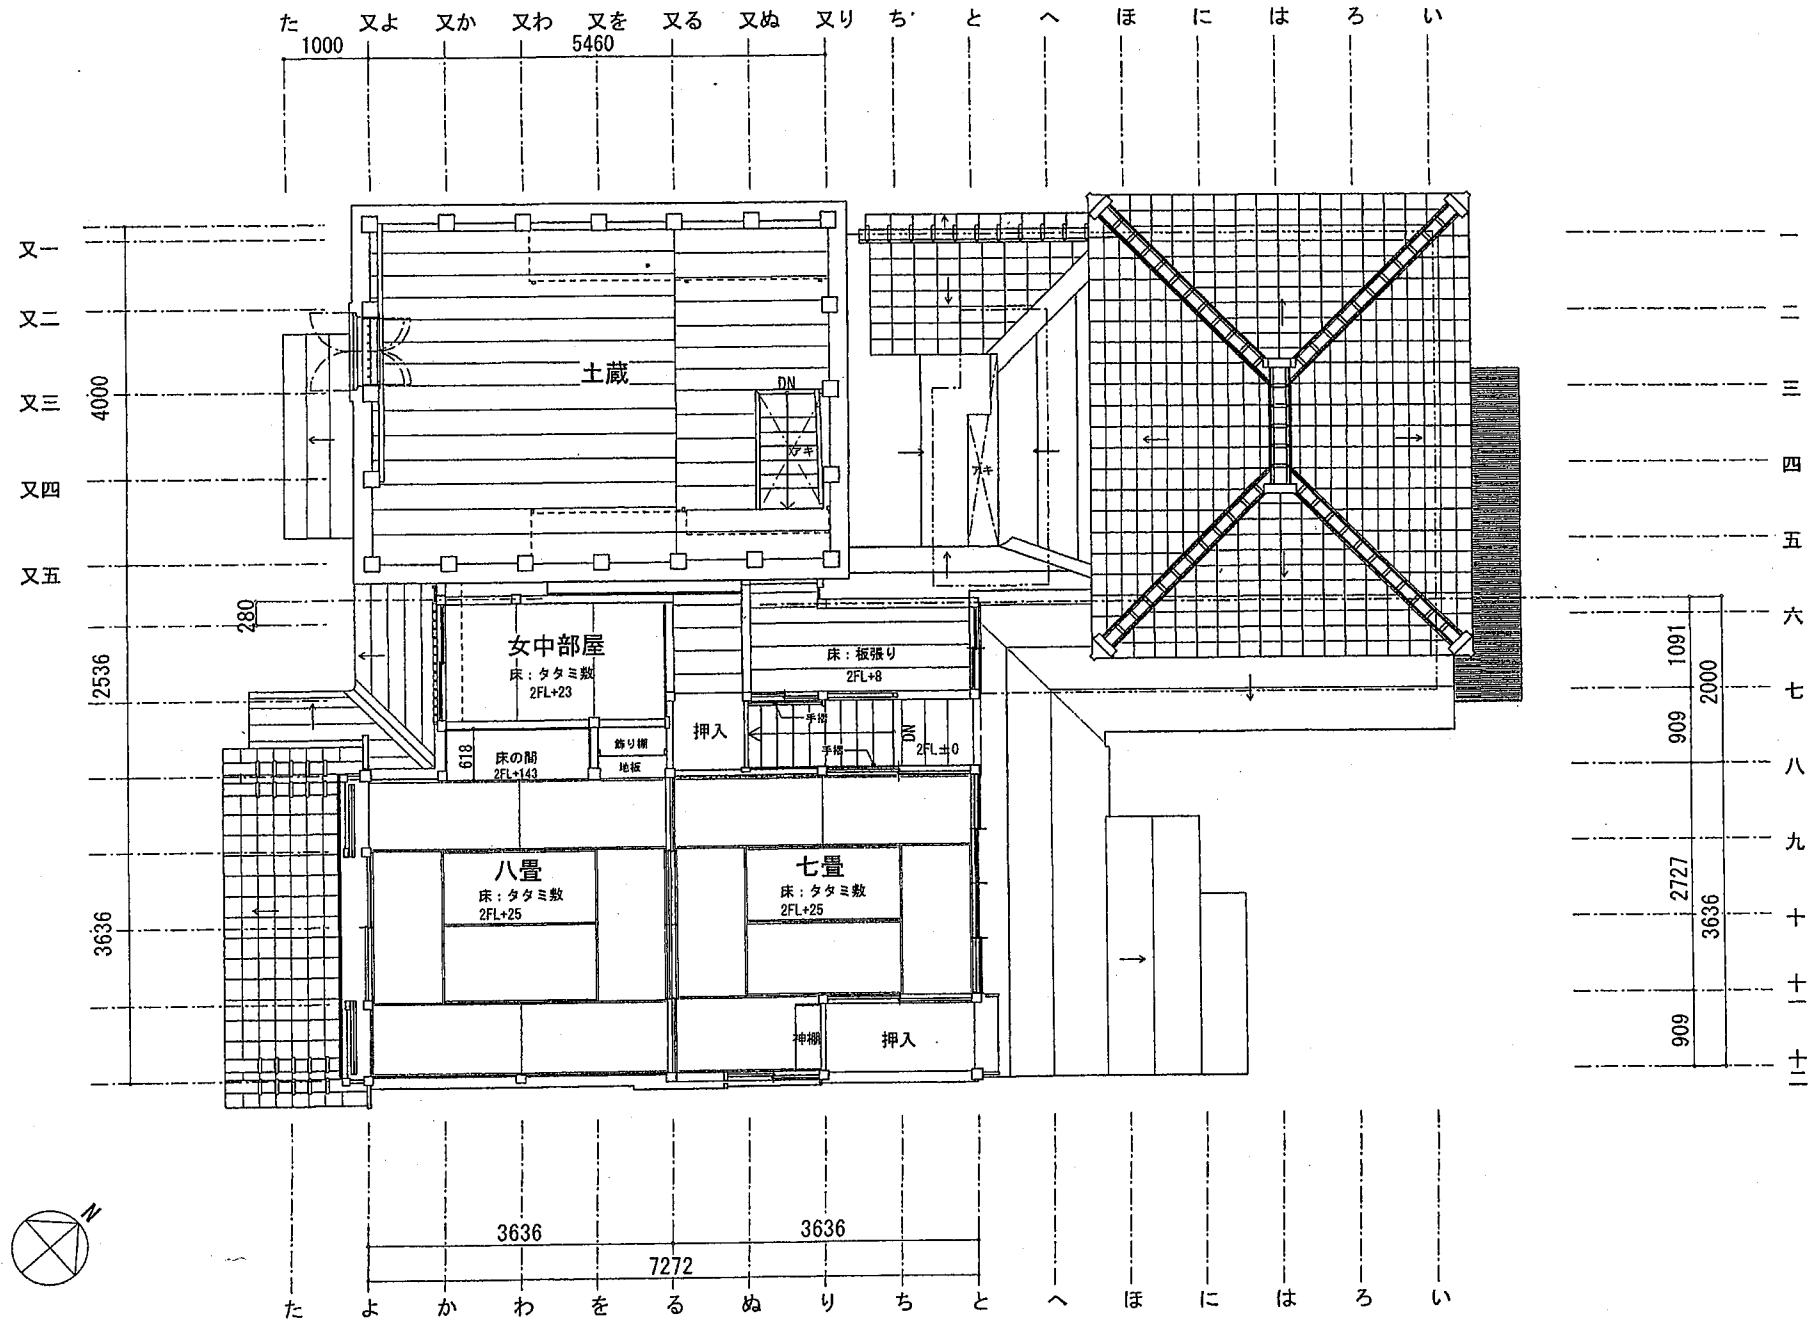 た 又よ 又か 又わ 又を 又る 又ぬ 又り ち と へ ほ に は ろ い
1000 5460
又一
又二
又三
又四
又五
4000
280
2536
3636
一
二
三
四
五
六
七
八
九
十
十一
十二
1091
2000
909
2727
3636
909
土蔵
DN
アキ
アキ
女中部屋
床：タタミ敷
2FL+23
床：板張り
2FL+8
押入
手摺
手摺
DN
2FL±0
618
床の間
2FL+143
飾り棚
地板
八畳
床：タタミ敷
2FL+25
七畳
床：タタミ敷
2FL+25
神棚
押入
N
3636 3636
7272
た よ か わ を る ぬ り ち と へ ほ に は ろ い